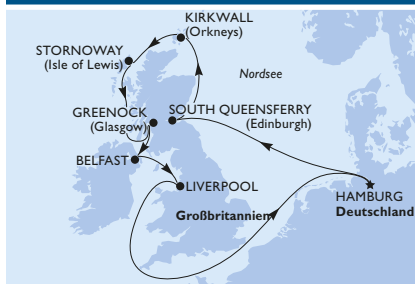 KIRKWALL
(Orkneys)
STORNOWAY
(Isle of Lewis)
Nordsee
GREENOCK
(Glasgow)
SOUTH QUEENSFERRY
(Edinburgh)
BELFAST
LIVERPOOL
HAMBURG
Deutschland
Großbritannien